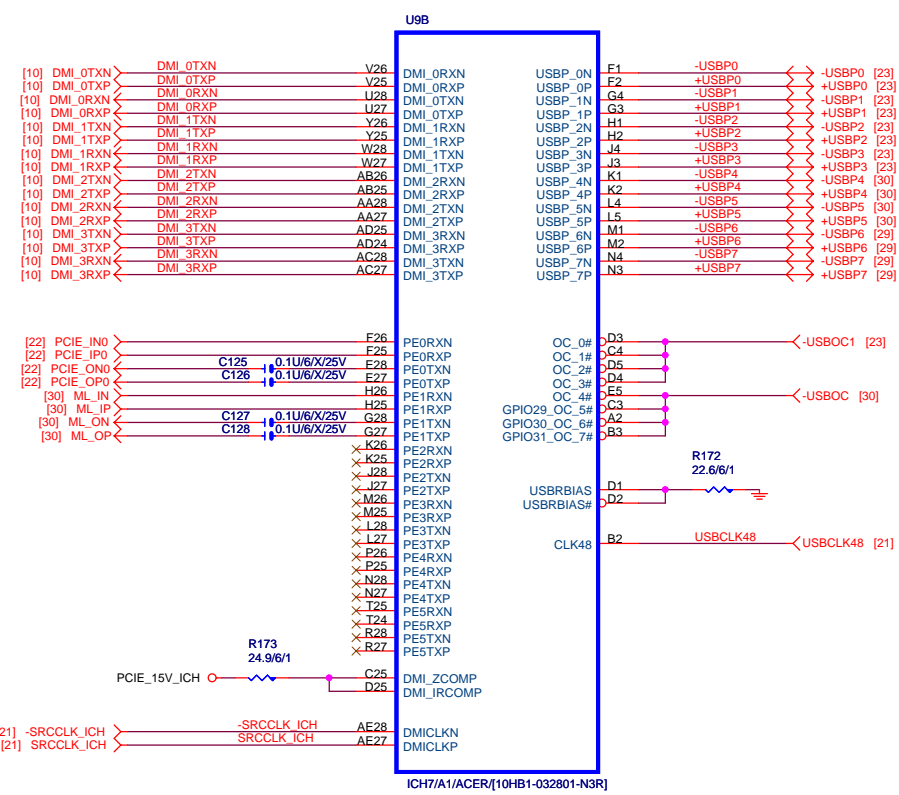 U9B
[10] DMI_0TXN DMI_0TXN V26 DMI_0RXN USBP_0N F1 -USBP0 -USBP0 [23]
[10] DMI_0TXP DMI_0TXP V25 DMI_0RXP USBP_0P F2 +USBP0 +USBP0 [23]
[10] DMI_0RXN DMI_0RXN U28 DMI_0TXN USBP_1N G4 -USBP1 -USBP1 [23]
[10] DMI_0RXP DMI_0RXP U27 DMI_0TXP USBP_1P G3 +USBP1 +USBP1 [23]
[10] DMI_1TXN DMI_1TXN Y26 DMI_1RXN USBP_2N H1 -USBP2 -USBP2 [23]
[10] DMI_1TXP DMI_1TXP Y25 DMI_1RXP USBP_2P H2 +USBP2 +USBP2 [23]
[10] DMI_1RXN DMI_1RXN W28 DMI_1TXN USBP_3N J4 -USBP3 -USBP3 [23]
[10] DMI_1RXP DMI_1RXP W27 DMI_1TXP USBP_3P J3 +USBP3 +USBP3 [23]
[10] DMI_2TXN DMI_2TXN AB26 DMI_2RXN USBP_4N K1 -USBP4 -USBP4 [30]
[10] DMI_2TXP DMI_2TXP AB25 DMI_2RXP USBP_4P K2 +USBP4 +USBP4 [30]
[10] DMI_2RXN DMI_2RXN AA28 DMI_2TXN USBP_5N L4 -USBP5 -USBP5 [30]
[10] DMI_2RXP DMI_2RXP AA27 DMI_2TXP USBP_5P L5 +USBP5 +USBP5 [30]
[10] DMI_3TXN DMI_3TXN AD25 DMI_3RXN USBP_6N M1 -USBP6 -USBP6 [29]
[10] DMI_3TXP DMI_3TXP AD24 DMI_3RXP USBP_6P M2 +USBP6 +USBP6 [29]
[10] DMI_3RXN DMI_3RXN AC28 DMI_3TXN USBP_7N N4 -USBP7 -USBP7 [29]
[10] DMI_3RXP DMI_3RXP AC27 DMI_3TXP USBP_7P N3 +USBP7 +USBP7 [29]
[22] PCIE_IN0 F26 PE0RXN OC_0# D3 -USBOC1 [23]
[22] PCIE_IP0 F25 PE0RXP OC_1# C4
[22] PCIE_ON0 C125 0.1U/6/X/25V E28 PE0TXN OC_2# D5
[22] PCIE_OP0 C126 0.1U/6/X/25V E27 PE0TXP OC_3# D4
[30] ML_IN H26 PE1RXN OC_4# E5 -USBOC [30]
[30] ML_IP H25 PE1RXP GPIO29_OC_5# C3
[30] ML_ON C127 0.1U/6/X/25V G28 PE1TXN GPIO30_OC_6# A2
[30] ML_OP C128 0.1U/6/X/25V G27 PE1TXP GPIO31_OC_7# B3
K26 PE2RXN
K25 PE2RXP
J28 PE2TXN
J27 PE2TXP USBRBIAS D1 R172 22.6/6/1
M26 PE3RXN USBRBIAS# D2
M25 PE3RXP
L28 PE3TXN
L27 PE3TXP CLK48 B2 USBCLK48 USBCLK48 [21]
P26 PE4RXN
P25 PE4RXP
N28 PE4TXN
N27 PE4TXP
T25 PE5RXN
T24 PE5RXP
R28 PE5TXN
R27 PE5TXP
R173
24.9/6/1
PCIE_15V_ICH C25 DMI_ZCOMP
D25 DMI_IRCOMP
21] -SRCCLK_ICH -SRCCLK_ICH AE28 DMICLKN
[21] SRCCLK_ICH SRCCLK_ICH AE27 DMICLKP
ICH7/A1/ACER/[10HB1-032801-N3R]